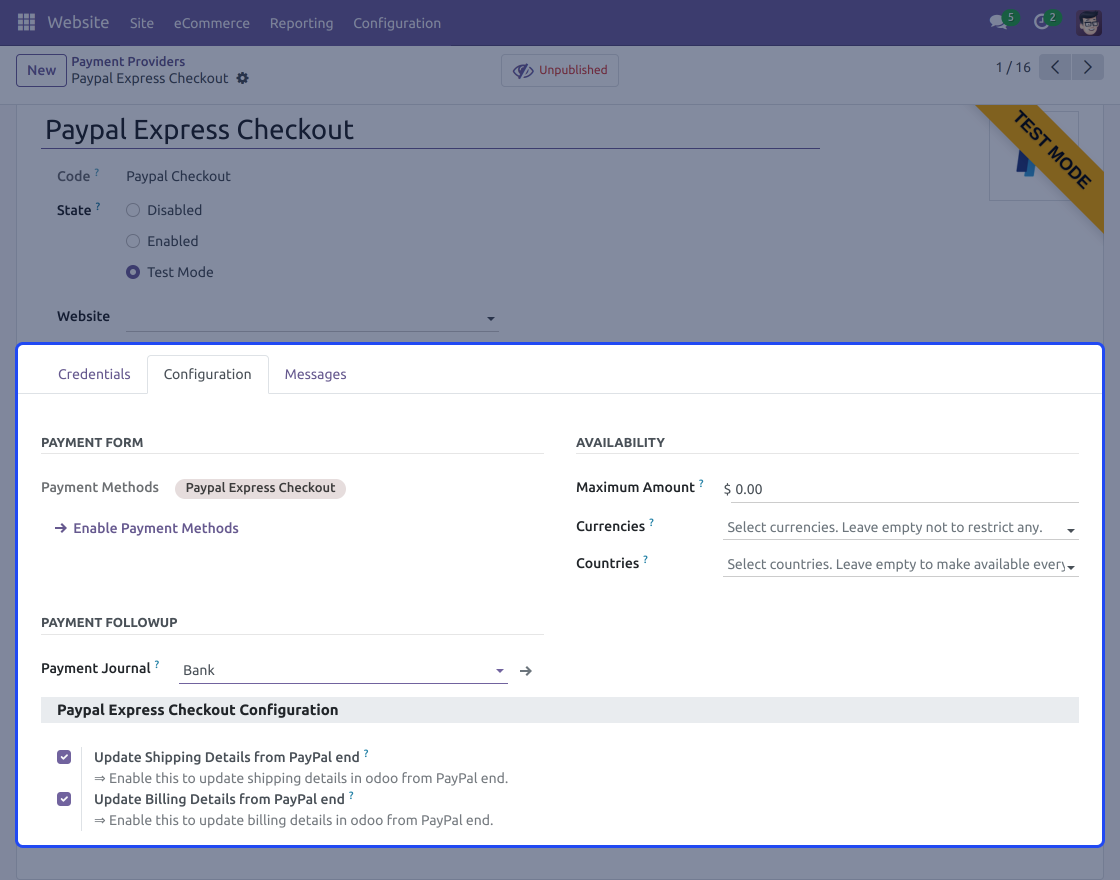 Website Site eCommerce Reporting Configuration 5 2
New Payment Providers
Paypal Express Checkout
Unpublished
1 / 16
Paypal Express Checkout
TEST MODE
Code ? Paypal Checkout
State ? Disabled
Enabled
Test Mode
Website
Credentials Configuration Messages
PAYMENT FORM
Payment Methods Paypal Express Checkout
→ Enable Payment Methods
AVAILABILITY
Maximum Amount ? $ 0.00
Currencies ? Select currencies. Leave empty not to restrict any.
Countries ? Select countries. Leave empty to make available every
PAYMENT FOLLOWUP
Payment Journal ? Bank
Paypal Express Checkout Configuration
Update Shipping Details from PayPal end ?
⇒ Enable this to update shipping details in odoo from PayPal end.
Update Billing Details from PayPal end ?
⇒ Enable this to update billing details in odoo from PayPal end.